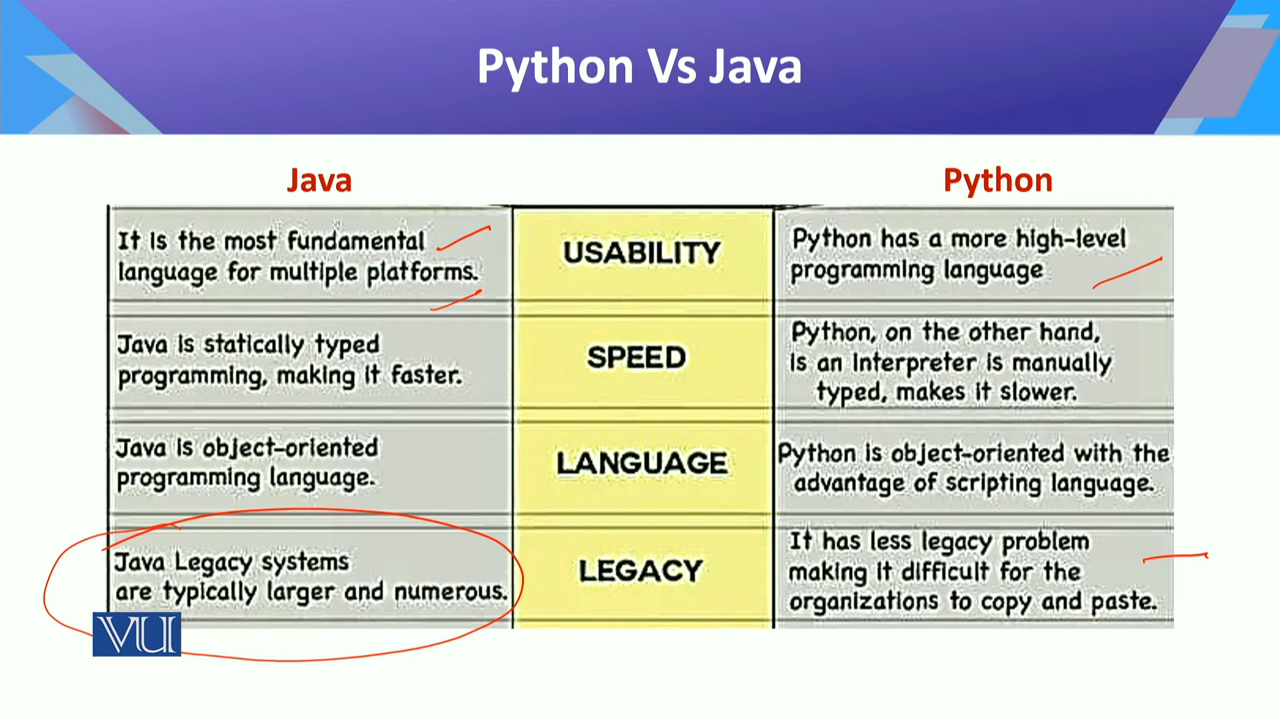 Python Vs Java
Java
Python
It is the most fundamental
language for multiple platforms.
USABILITY
Python has a more high-level
programming language
Java is statically typed
programming, making it faster.
SPEED
Python, on the other hand,
is an interpreter is manually
typed, makes it slower.
Java is object-oriented
programming language.
LANGUAGE
Python is object-oriented with the
advantage of scripting language.
Java Legacy systems
are typically larger and numerous.
LEGACY
It has less legacy problem
making it difficult for the
organizations to copy and paste.
VU